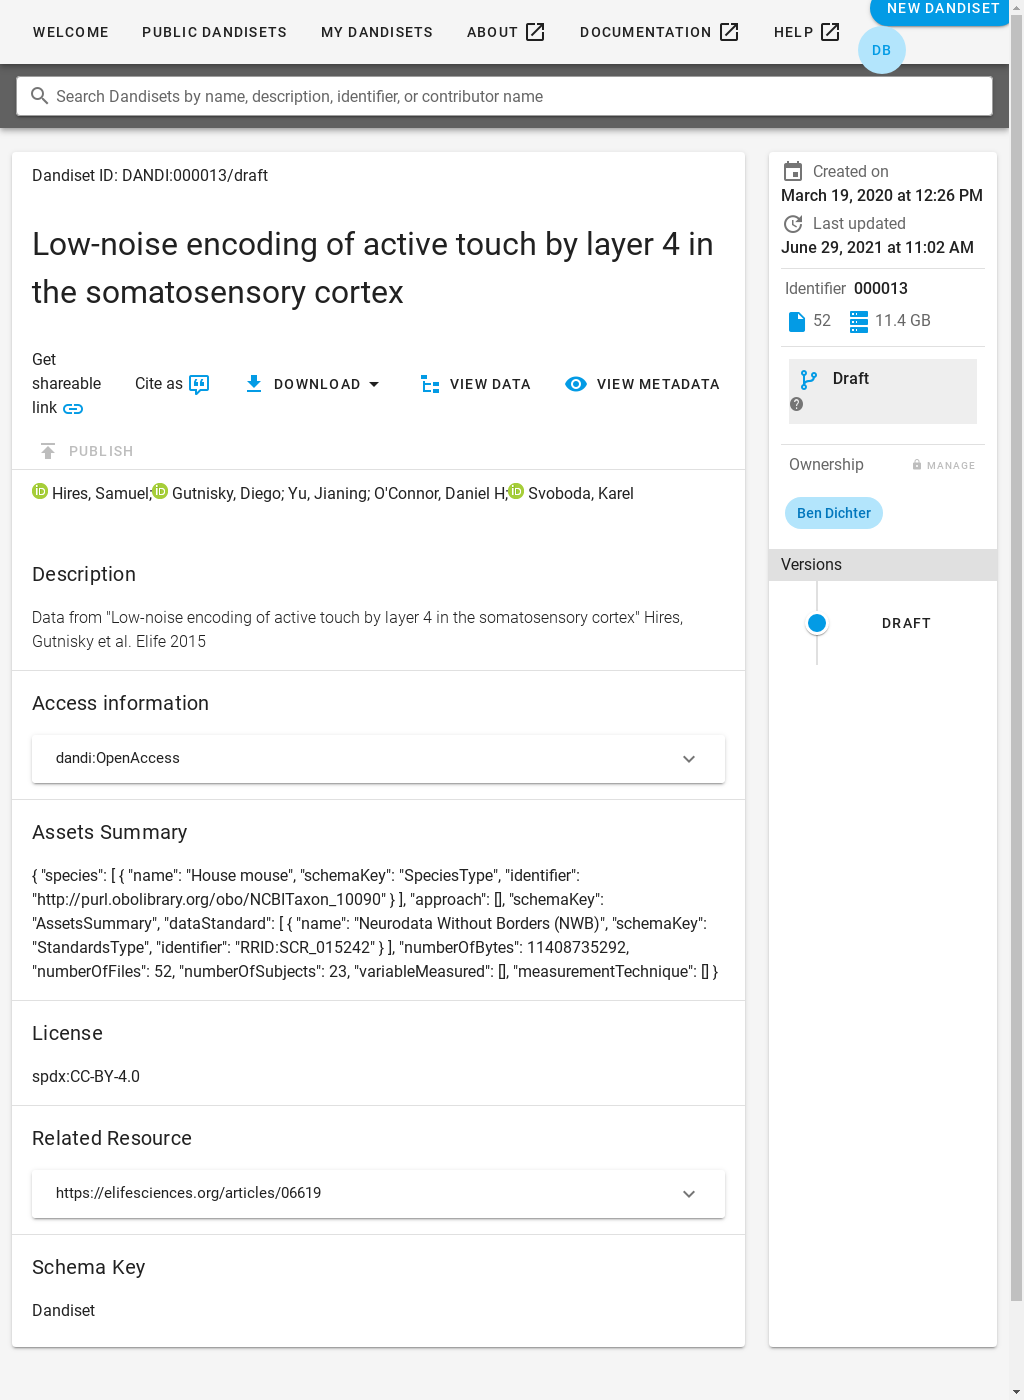 WELCOME
PUBLIC DANDISETS
MY DANDISETS
ABOUT
DOCUMENTATION
HELP
NEW DANDISET
DB
Search Dandisets by name, description, identifier, or contributor name
Dandiset ID: DANDI:000013/draft
Low-noise encoding of active touch by layer 4 in
the somatosensory cortex
Get
shareable
link
Cite as
DOWNLOAD
VIEW DATA
VIEW METADATA
PUBLISH
iD Hires, Samuel; iD Gutnisky, Diego; Yu, Jianing; O'Connor, Daniel H; iD Svoboda, Karel
Description
Data from "Low-noise encoding of active touch by layer 4 in the somatosensory cortex" Hires,
Gutnisky et al. Elife 2015
Access information
dandi:OpenAccess
Assets Summary
{ "species": [ { "name": "House mouse", "schemaKey": "SpeciesType", "identifier":
"http://purl.obolibrary.org/obo/NCBITaxon_10090" } ], "approach": [], "schemaKey":
"AssetsSummary", "dataStandard": [ { "name": "Neurodata Without Borders (NWB)", "schemaKey":
"StandardsType", "identifier": "RRID:SCR_015242" } ], "numberOfBytes": 11408735292,
"numberOfFiles": 52, "numberOfSubjects": 23, "variableMeasured": [], "measurementTechnique": [] }
License
spdx:CC-BY-4.0
Related Resource
https://elifesciences.org/articles/06619
Schema Key
Dandiset
Created on
March 19, 2020 at 12:26 PM
Last updated
June 29, 2021 at 11:02 AM
Identifier 000013
52
11.4 GB
Draft
?
Ownership
MANAGE
Ben Dichter
Versions
DRAFT